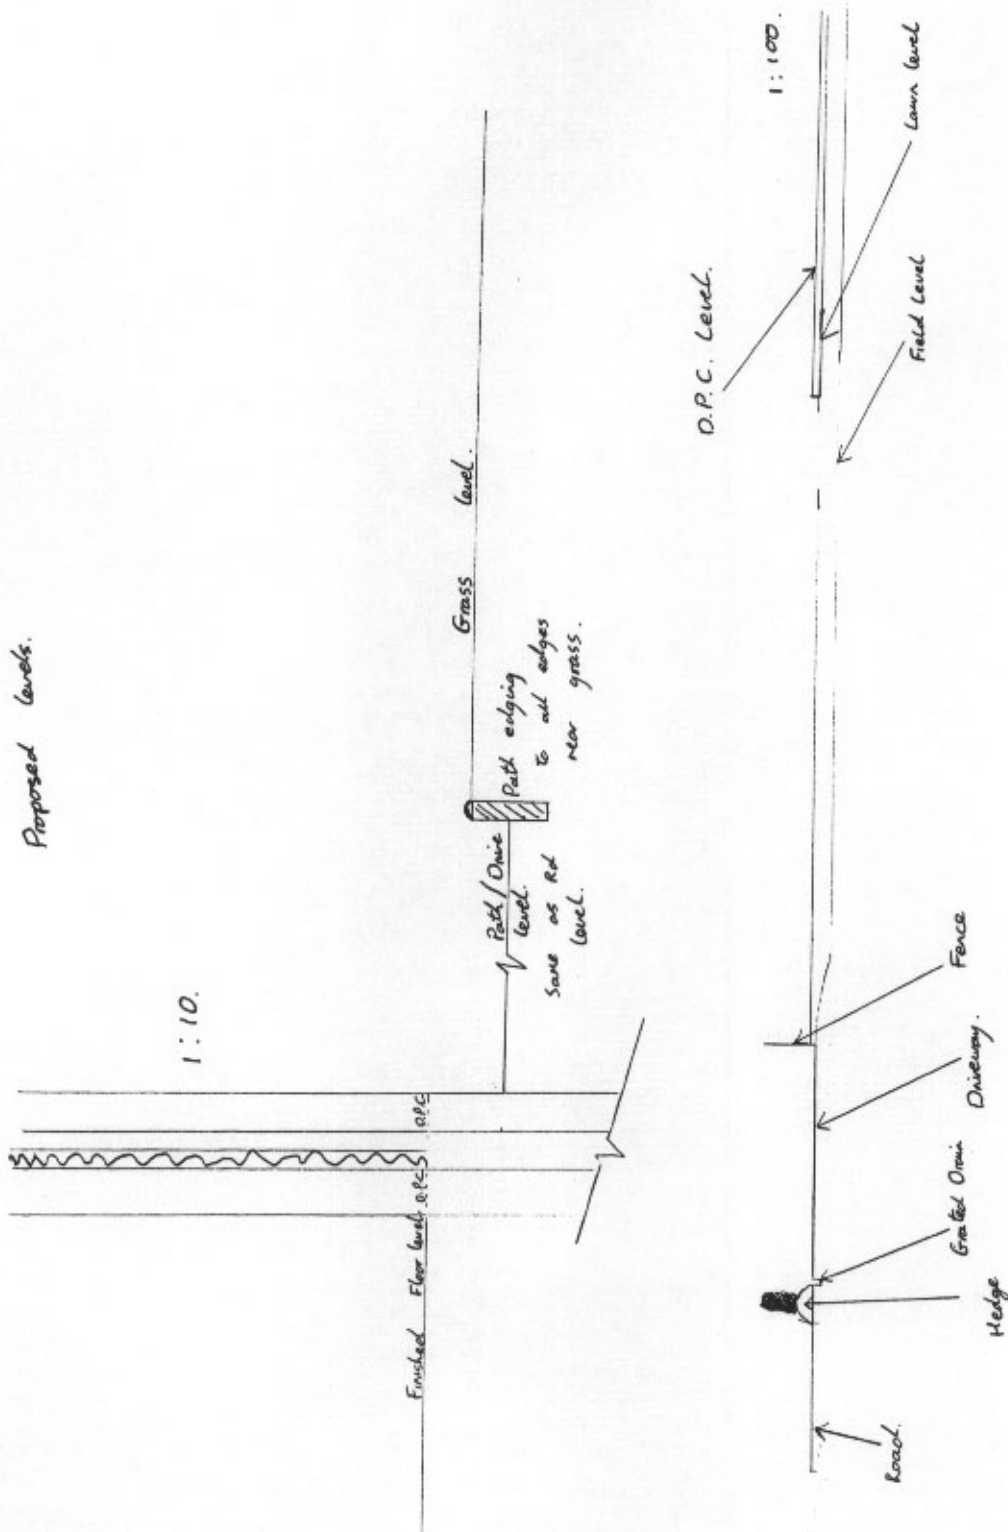 Proposed levels.
1:10.
Finished Floor level. D.P.C.
D.P.C
Path/Drive
level.
Same as Rd
level.
Grass level.
Path edging
to all edges
near grass.
1:100.
D.P.C. Level.
Road.
Hedge
Grated Drain
Driveway.
Fence
Field Level
Lawn level